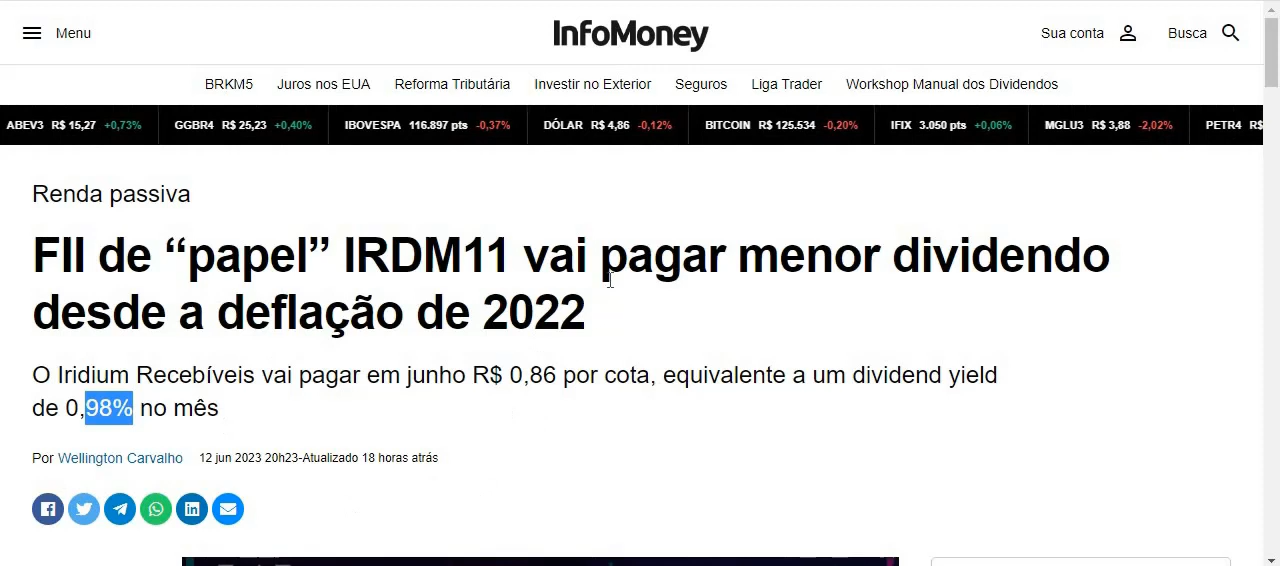 Menu
InfoMoney
Sua conta
Busca
BRKM5 Juros nos EUA Reforma Tributária Investir no Exterior Seguros Liga Trader Workshop Manual dos Dividendos
ABEV3 R$ 15,27 +0,73% GGBR4 R$ 25,23 +0,40% IBOVESPA 116.897 pts -0,37% DÓLAR R$ 4,86 -0,12% BITCOIN R$ 125.534 -0,20% IFIX 3.050 pts +0,06% MGLU3 R$ 3,88 -2,02% PETR4 R$
Renda passiva
FII de “papel” IRDM11 vai pagar menor dividendo
desde a deflação de 2022
O Iridium Recebíveis vai pagar em junho R$ 0,86 por cota, equivalente a um dividend yield
de 0,98% no mês
Por Wellington Carvalho 12 jun 2023 20h23-Atualizado 18 horas atrás